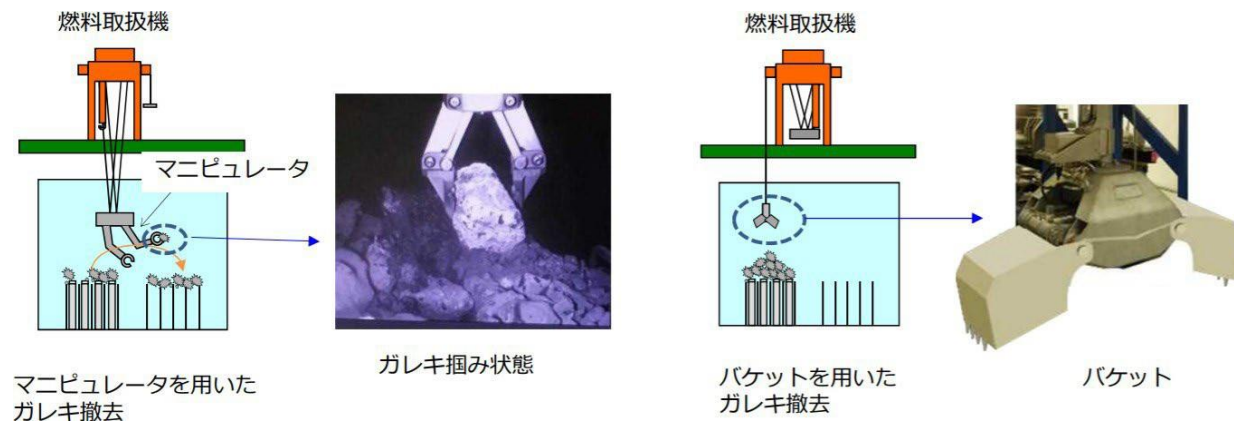 燃料取扱機
マニピュレータ
ガレキ掴み状態
マニピュレータを用いた
ガレキ撤去
燃料取扱機
バケットを用いた
ガレキ撤去
バケット